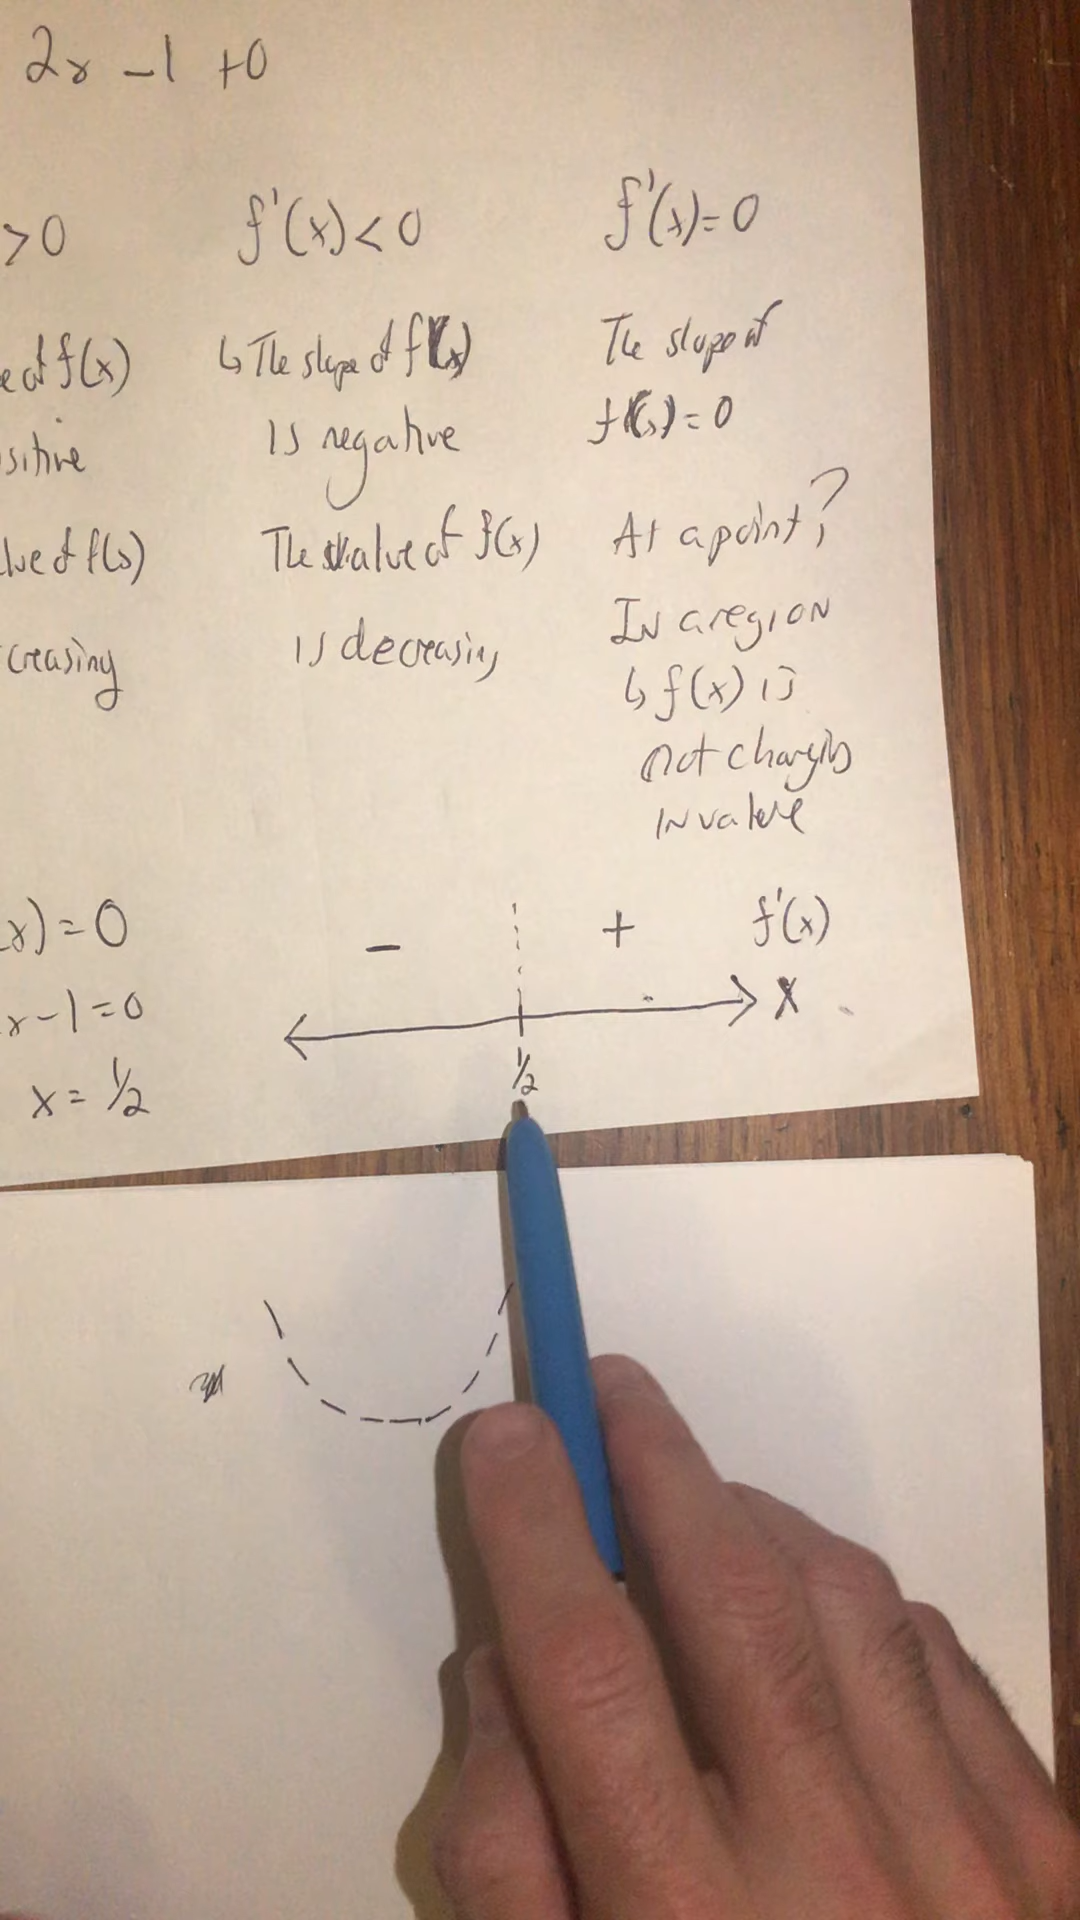 2x - 1 + 0
> 0 f'(x) < 0 f'(x) = 0
of f(x) ↳ The slope of f(x) The slope of
sitive is negative f(x) = 0
lue of f(x) The value of f(x) At a point?
creasing is decreasing In a region
↳ f(x) is
not changing
in value
x) = 0 - + f'(x)
x - 1 = 0 x
x = 1/2 1/2